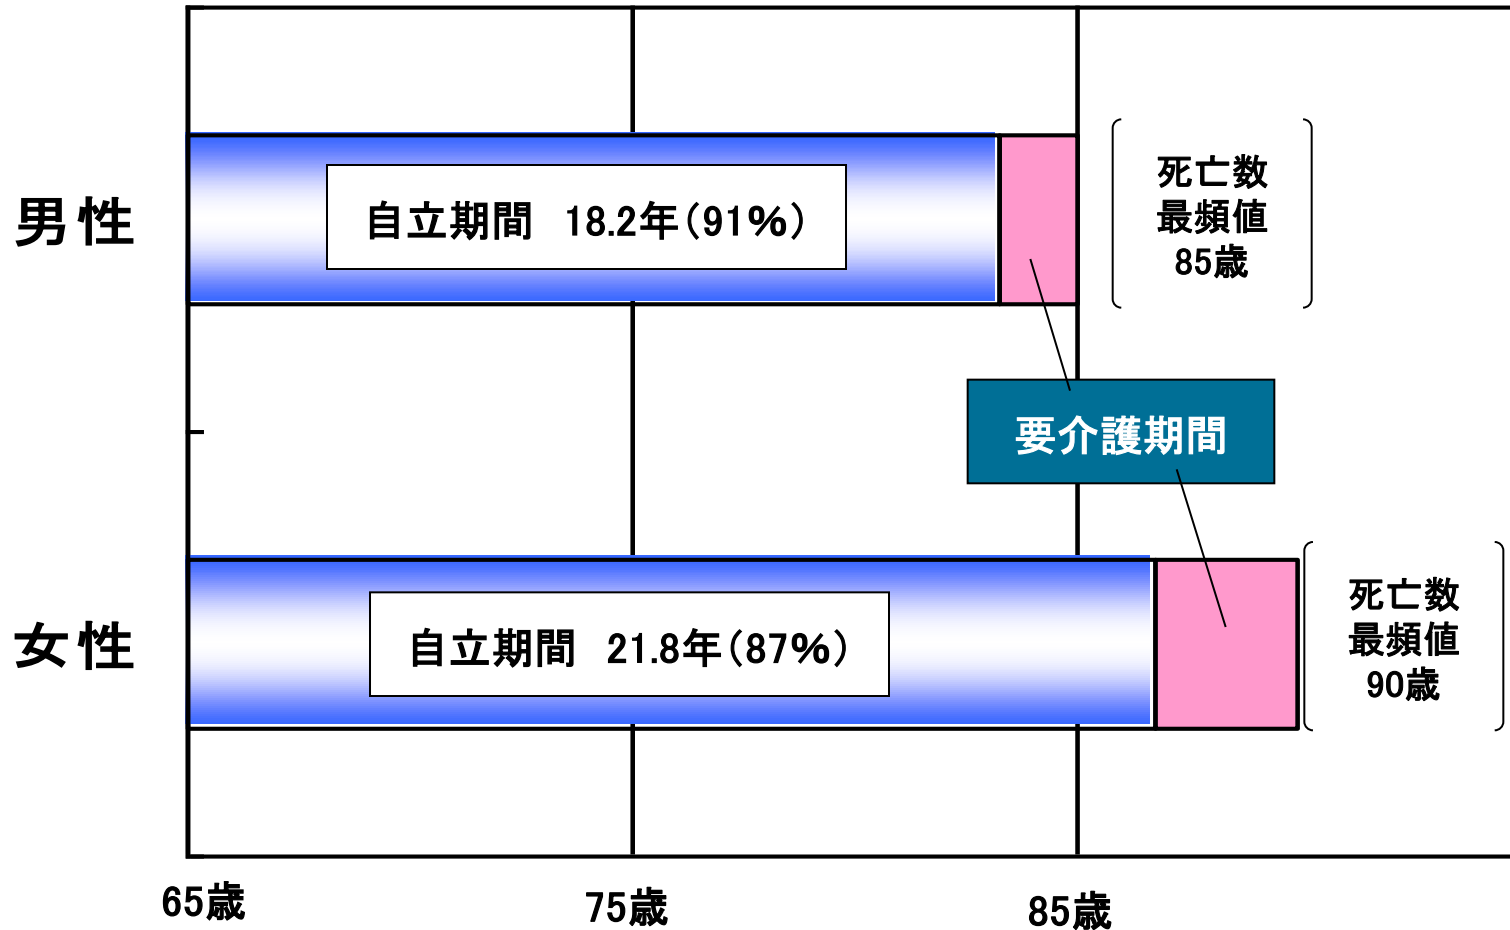 男性
自立期間　18.2年（91％）
死亡数
最頻値
85歳
要介護期間
女性
自立期間　21.8年（87％）
死亡数
最頻値
90歳
65歳
75歳
85歳